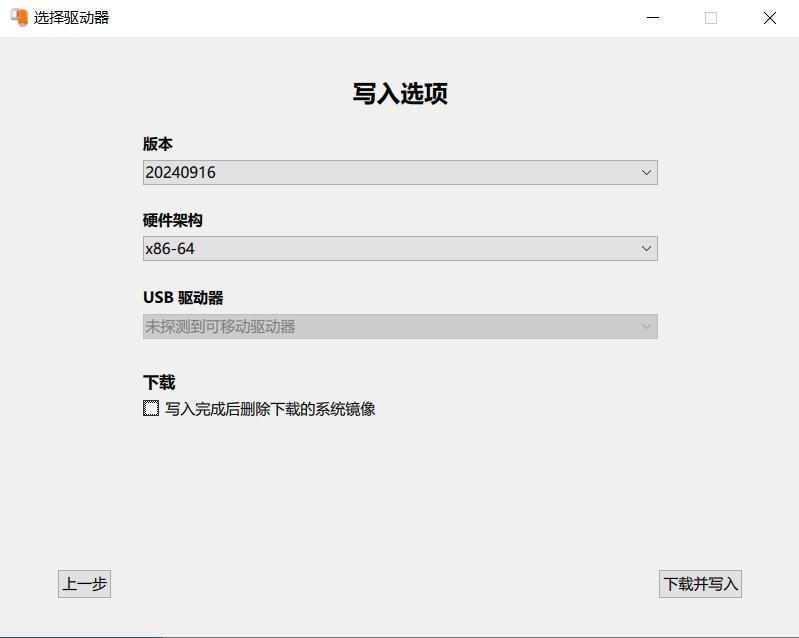 选择驱动器
写入选项
版本
20240916
硬件架构
x86-64
USB 驱动器
未探测到可移动驱动器
下载
写入完成后删除下载的系统镜像
上一步
下载并写入